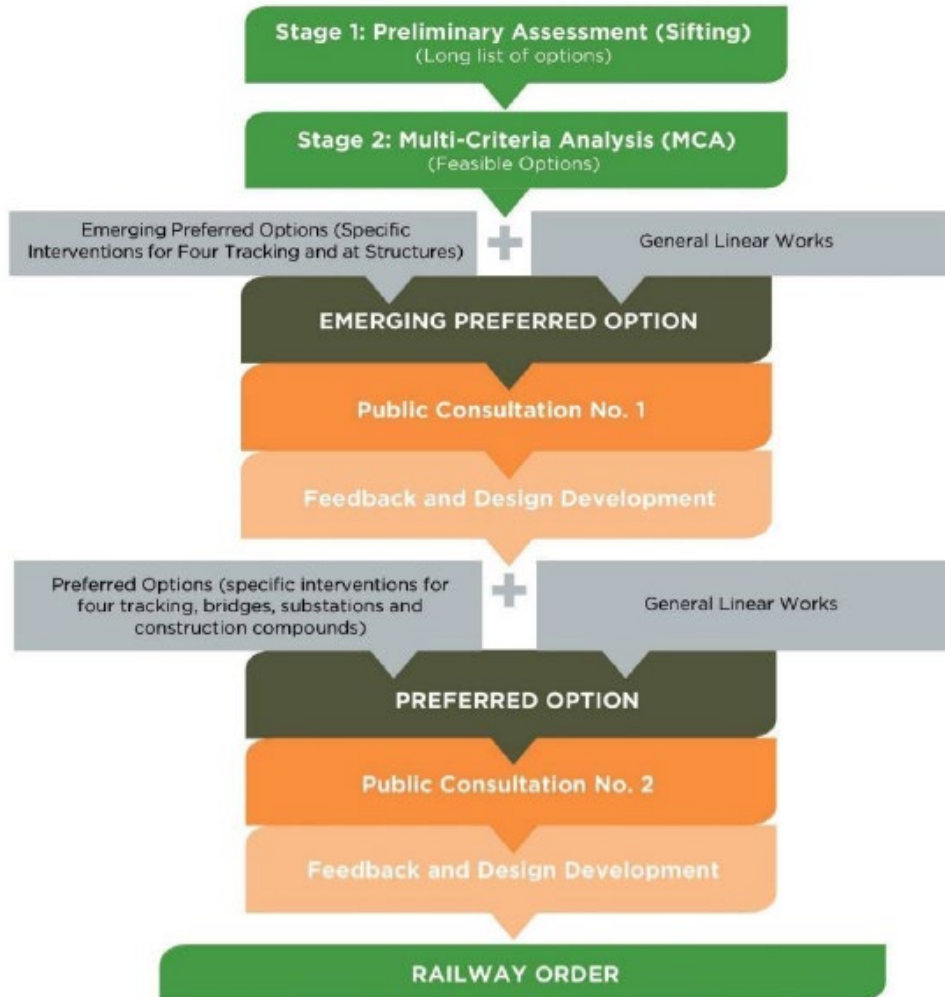 Stage 1: Preliminary Assessment (Sifting)
(Long list of options)
Stage 2: Multi-Criteria Analysis (MCA)
(Feasible Options)
Emerging Preferred Options (Specific
Interventions for Four Tracking and at Structures)
+
General Linear Works
EMERGING PREFERRED OPTION
Public Consultation No. 1
Feedback and Design Development
Preferred Options (specific interventions for
four tracking, bridges, substations and
construction compounds)
+
General Linear Works
PREFERRED OPTION
Public Consultation No. 2
Feedback and Design Development
RAILWAY ORDER